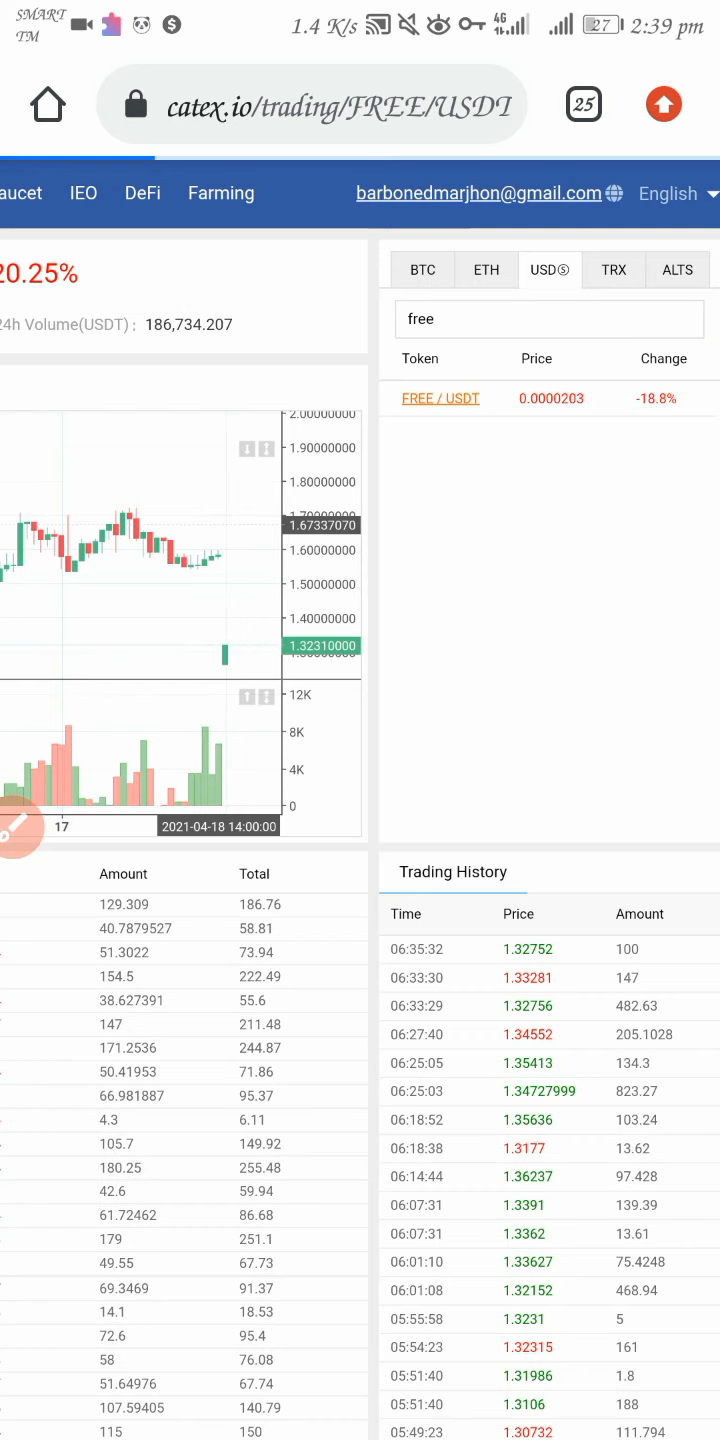 SMART
TM
1.4 K/s
4G
27
2:39 pm
catex.io/trading/FREE/USDT
25
aucet IEO DeFi Farming barbonedmarjhon@gmail.com English
20.25%
24h Volume(USDT) : 186,734.207
BTC ETH USDⓈ TRX ALTS
free
Token Price Change
FREE / USDT 0.0000203 -18.8%
2.00000000
1.90000000
1.80000000
1.70000000
1.67337070
1.60000000
1.50000000
1.40000000
1.32310000
12K
8K
4K
0
17 2021-04-18 14:00:00
Amount Total
129.309 186.76
40.7879527 58.81
51.3022 73.94
154.5 222.49
38.627391 55.6
147 211.48
171.2536 244.87
50.41953 71.86
66.981887 95.37
4.3 6.11
105.7 149.92
180.25 255.48
42.6 59.94
61.72462 86.68
179 251.1
49.55 67.73
69.3469 91.37
14.1 18.53
72.6 95.4
58 76.08
51.64976 67.74
107.59405 140.79
115 150
Trading History
Time Price Amount
06:35:32 1.32752 100
06:33:30 1.33281 147
06:33:29 1.32756 482.63
06:27:40 1.34552 205.1028
06:25:05 1.35413 134.3
06:25:03 1.34727999 823.27
06:18:52 1.35636 103.24
06:18:38 1.3177 13.62
06:14:44 1.36237 97.428
06:07:31 1.3391 139.39
06:07:31 1.3362 13.61
06:01:10 1.33627 75.4248
06:01:08 1.32152 468.94
05:55:58 1.3231 5
05:54:23 1.32315 161
05:51:40 1.31986 1.8
05:51:40 1.3106 188
05:49:23 1.30732 111.794